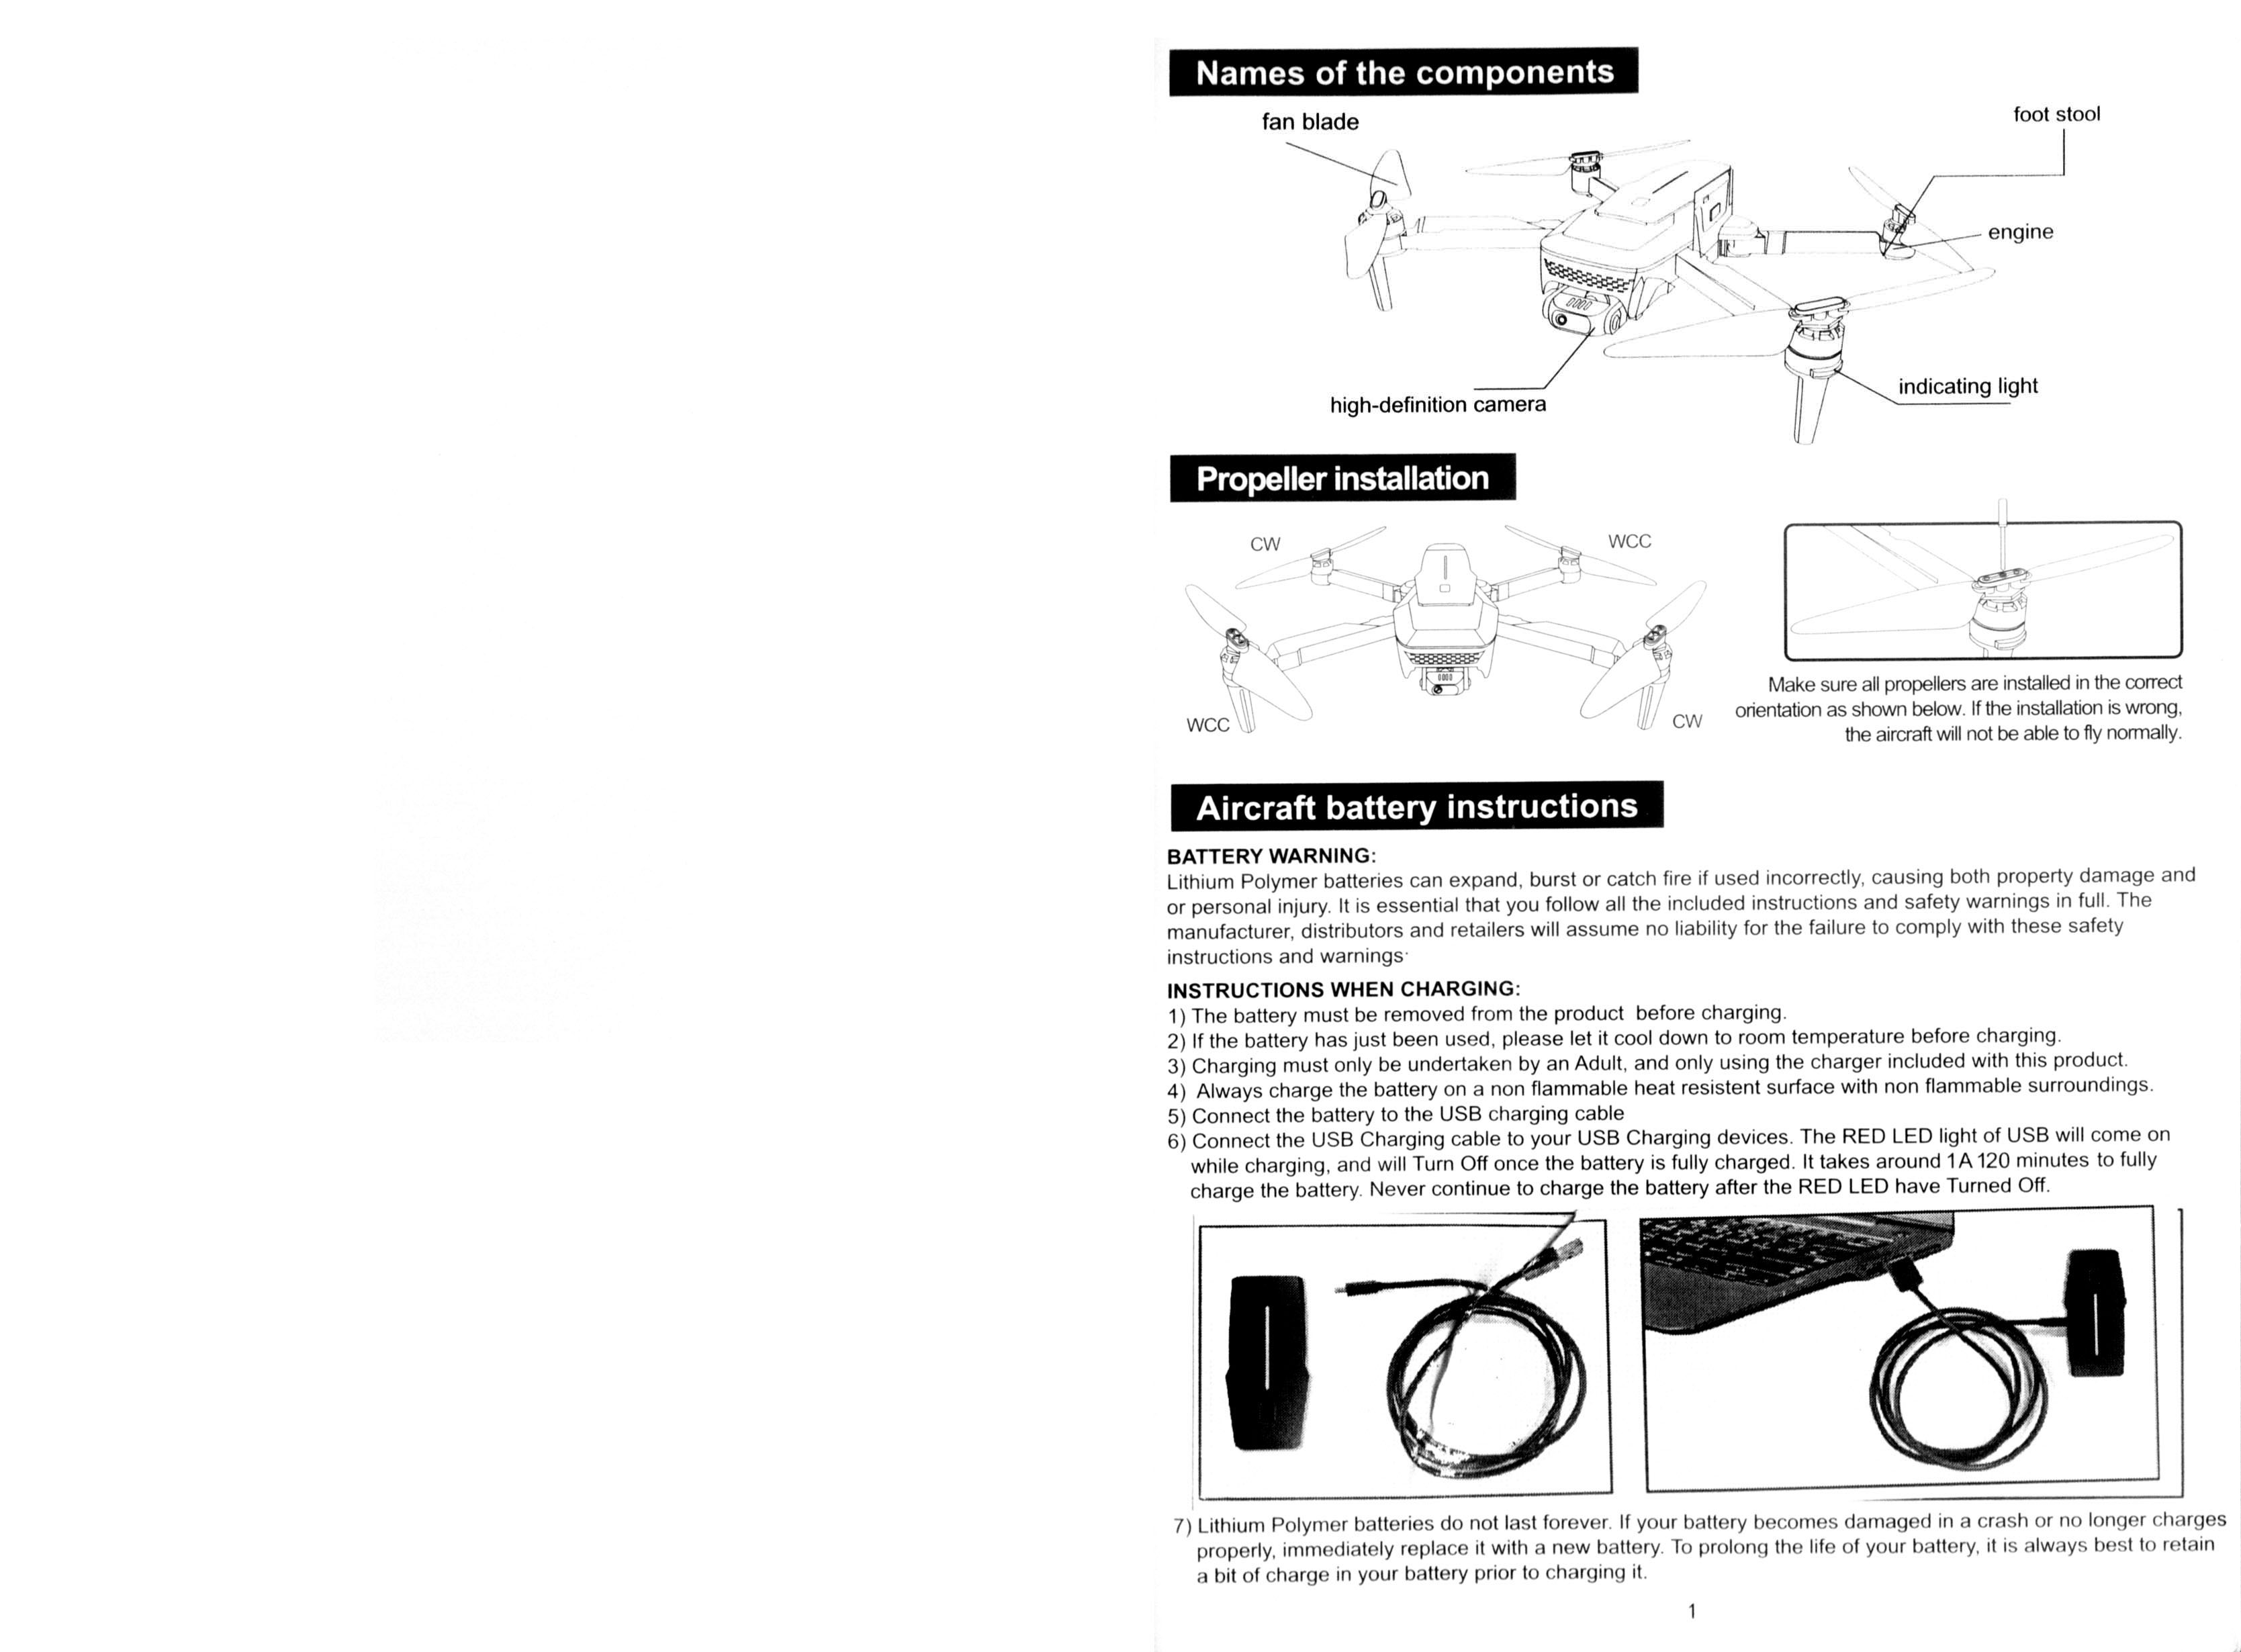 Names of the components
fan blade
foot stool
engine
indicating light
high-definition camera
Propeller installation
CW
WCC
WCC
CW
Make sure all propellers are installed in the correct
orientation as shown below. If the installation is wrong,
the aircraft will not be able to fly normally.
Aircraft battery instructions
BATTERY WARNING:
Lithium Polymer batteries can expand, burst or catch fire if used incorrectly, causing both property damage and
or personal injury. It is essential that you follow all the included instructions and safety warnings in full. The
manufacturer, distributors and retailers will assume no liability for the failure to comply with these safety
instructions and warnings·
INSTRUCTIONS WHEN CHARGING:
1) The battery must be removed from the product before charging.
2) If the battery has just been used, please let it cool down to room temperature before charging.
3) Charging must only be undertaken by an Adult, and only using the charger included with this product.
4) Always charge the battery on a non flammable heat resistent surface with non flammable surroundings.
5) Connect the battery to the USB charging cable
6) Connect the USB Charging cable to your USB Charging devices. The RED LED light of USB will come on
while charging, and will Turn Off once the battery is fully charged. It takes around 1A 120 minutes to fully
charge the battery. Never continue to charge the battery after the RED LED have Turned Off.
7) Lithium Polymer batteries do not last forever. If your battery becomes damaged in a crash or no longer charges
properly, immediately replace it with a new battery. To prolong the life of your battery, it is always best to retain
a bit of charge in your battery prior to charging it.
1